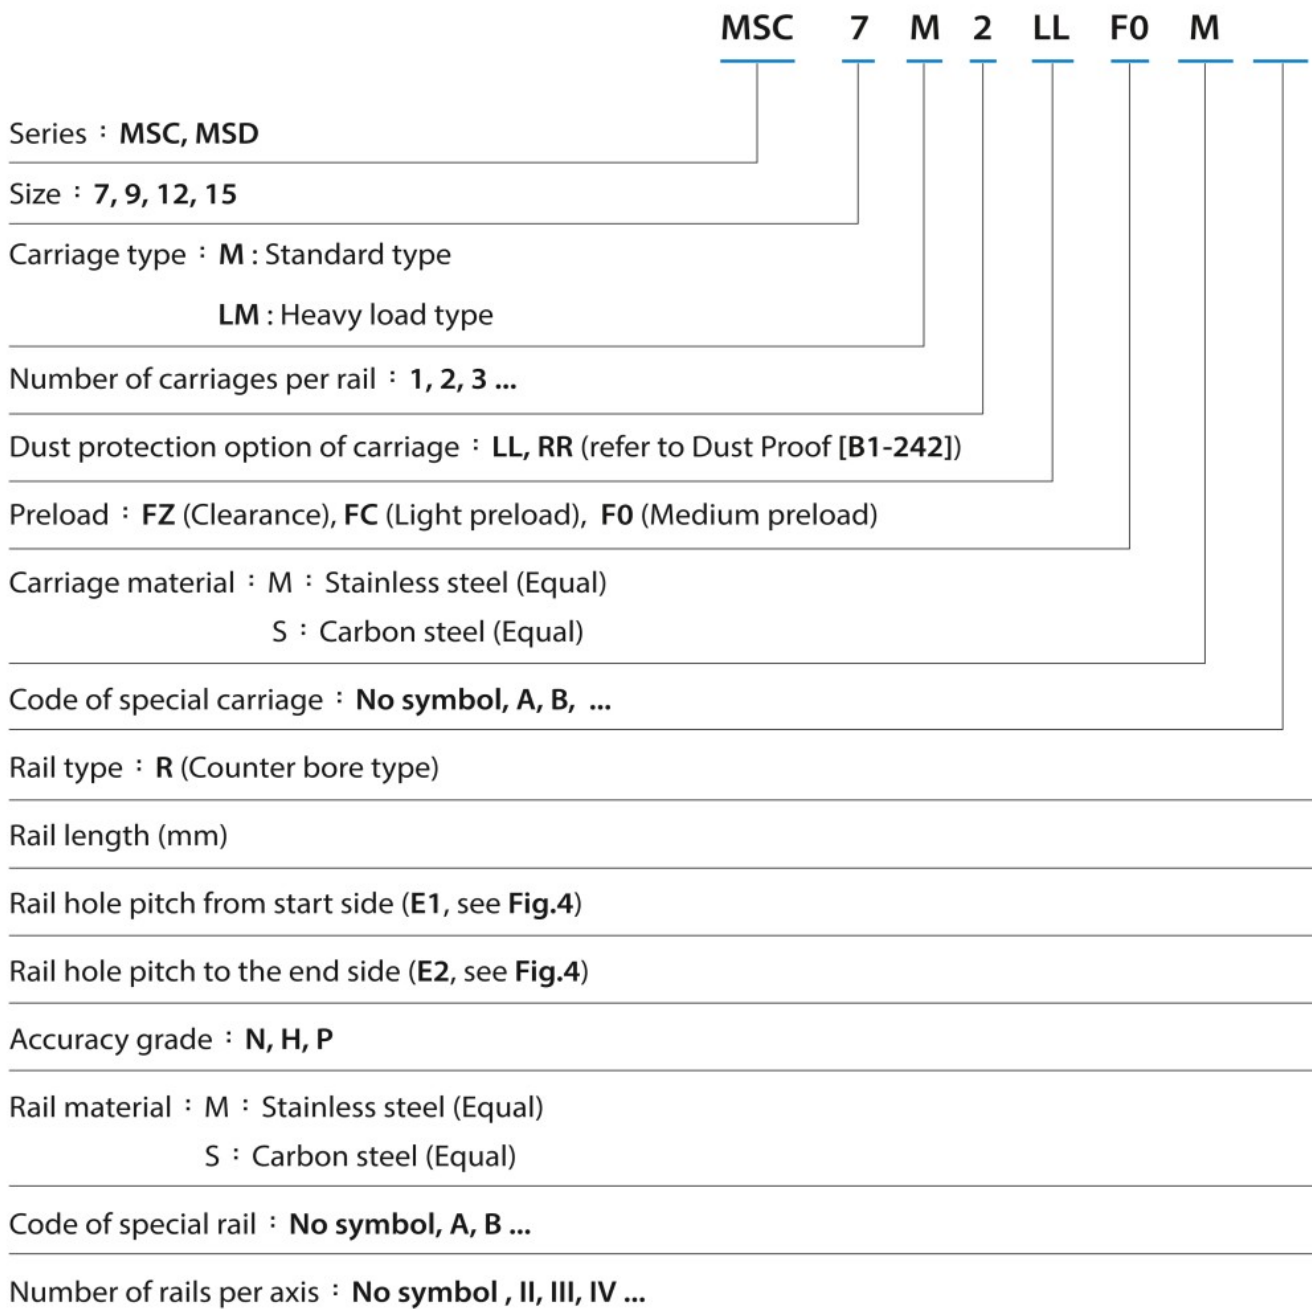 MSC 7 M 2 LL F0 M
Series : MSC, MSD
Size : 7, 9, 12, 15
Carriage type : M : Standard type
LM : Heavy load type
Number of carriages per rail : 1, 2, 3 ...
Dust protection option of carriage : LL, RR (refer to Dust Proof [B1-242])
Preload : FZ (Clearance), FC (Light preload), F0 (Medium preload)
Carriage material : M : Stainless steel (Equal)
S : Carbon steel (Equal)
Code of special carriage : No symbol, A, B, ...
Rail type : R (Counter bore type)
Rail length (mm)
Rail hole pitch from start side (E1, see Fig.4)
Rail hole pitch to the end side (E2, see Fig.4)
Accuracy grade : N, H, P
Rail material : M : Stainless steel (Equal)
S : Carbon steel (Equal)
Code of special rail : No symbol, A, B ...
Number of rails per axis : No symbol , II, III, IV ...